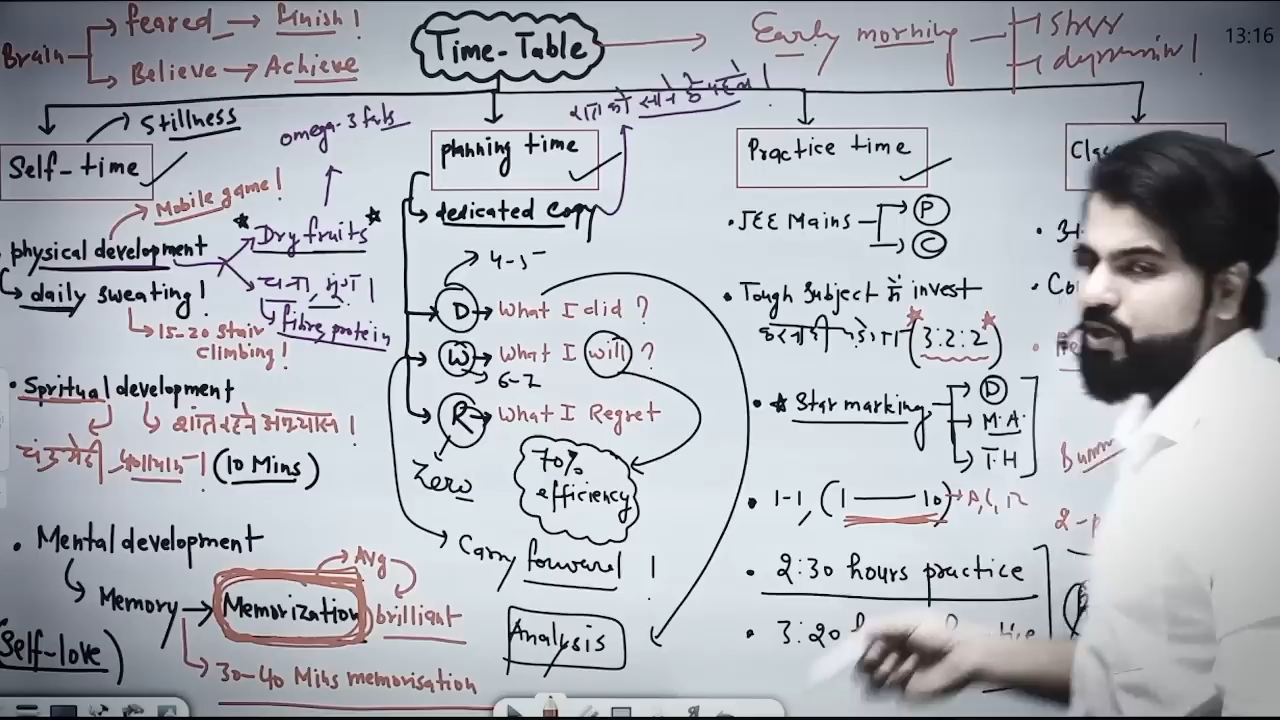 Brain
feared → Finish !
Believe → Achieve
Time-Table
Early morning
dynamism !
13:16
Stillness
Self-time
Mobile game !
physical development
daily sweating !
15-20 stair
climbing !
omega-3 fats
Dry fruits
चना, मूंग ।
fibre, protein
Spritual development
शांत रहने अभ्यास !
(10 Mins)
Mental development
Memory → Memorization
Avg
brilliant
30-40 Mins memorisation
(Self-love)
planning time
dedicated copy
4-5
D → What I did ?
W → What I will ?
6-7
R → What I Regret
Zero
70%
efficiency
Carry forward !
Analysis
Practice time
• JEE Mains
P
C
• Tough Subject में invest
(3:2:2)
• ★ Star marking
D
M.A.
T.H
• 1-1, (1 — 10)
• 2:30 hours practice
• 3:20
Clas
• Co
2-p